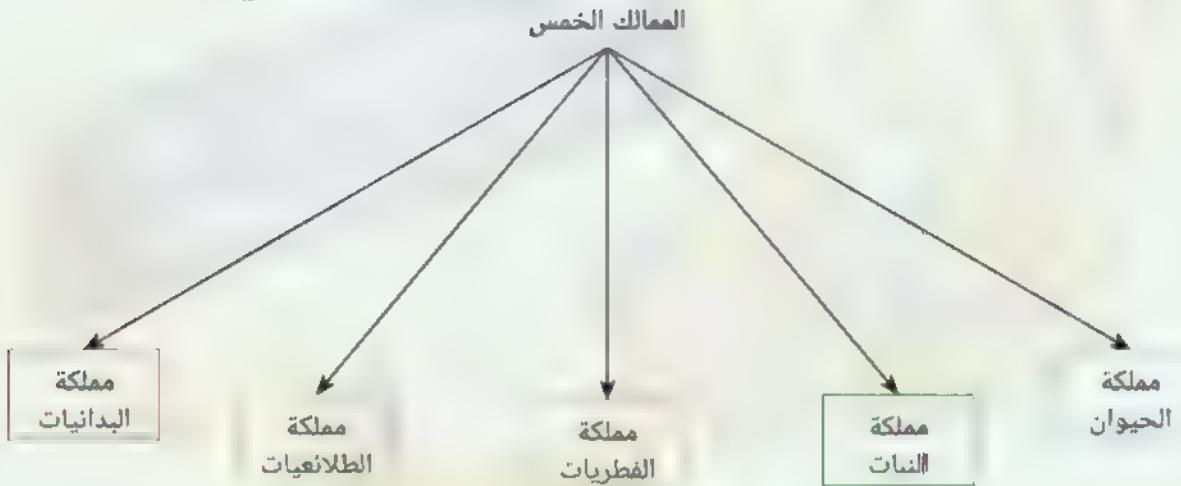 الممالك الخمس
مملكة
الحيوان
مملكة
النبات
مملكة
الفطريات
مملكة
الطلائعيات
مملكة
البدائيات